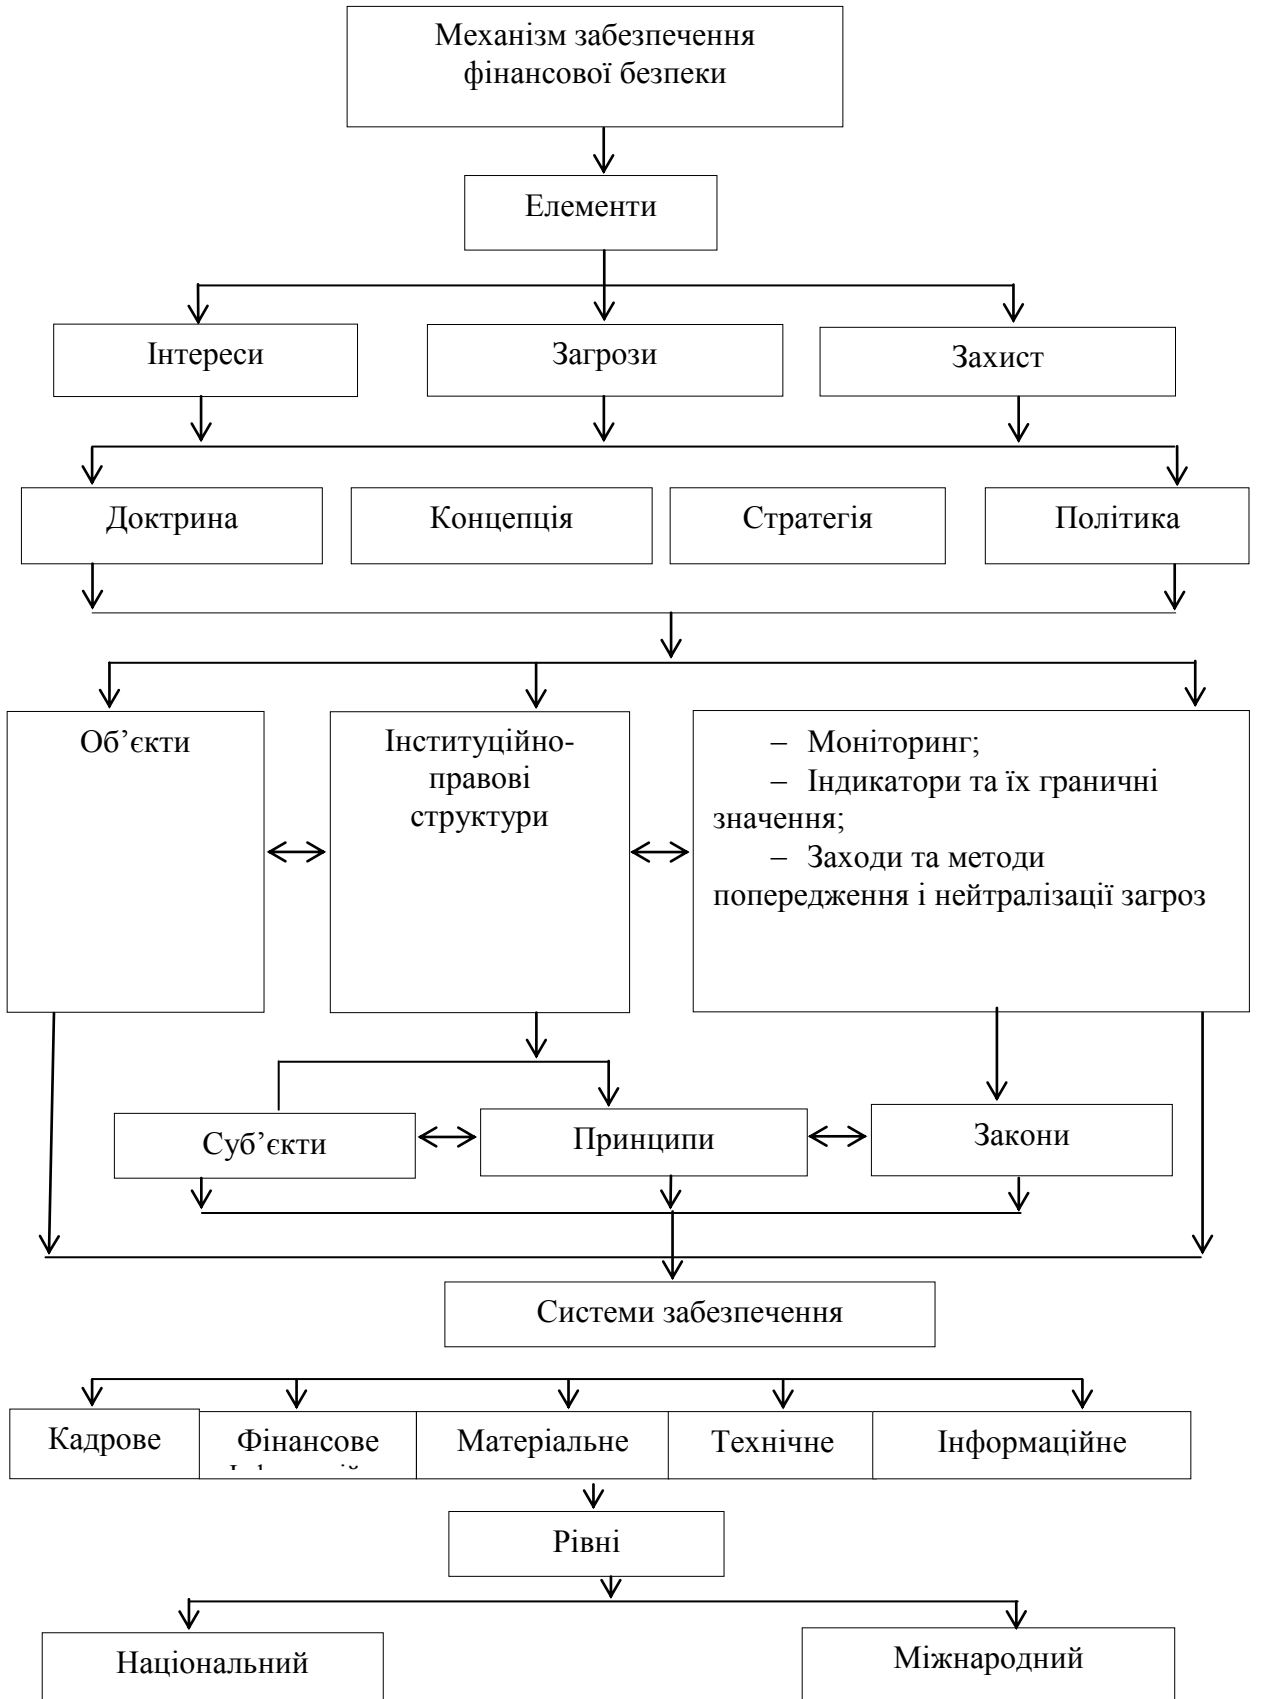 Механізм забезпечення
фінансової безпеки
Елементи
Інтереси
Загрози
Захист
Доктрина
Концепція
Стратегія
Політика
Об’єкти
Інституційно-
правові
структури
– Моніторинг;
– Індикатори та їх граничні
значення;
– Заходи та методи
попередження і нейтралізації загроз
Суб’єкти
Принципи
Закони
Системи забезпечення
Кадрове
Фінансове
Матеріальне
Технічне
Інформаційне
Рівні
Національний
Міжнародний